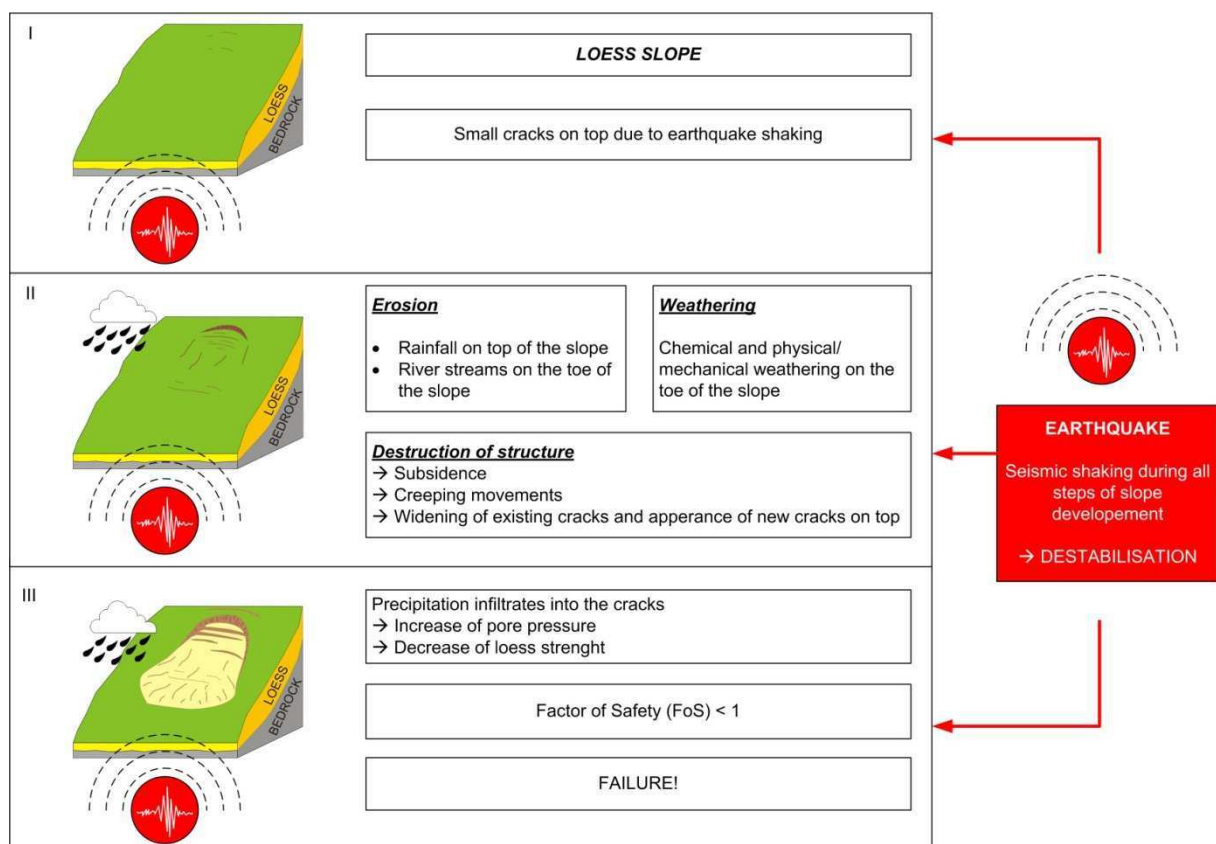 I
LOESS
BEDROCK
LOESS SLOPE
Small cracks on top due to earthquake shaking
II
LOESS
BEDROCK
Erosion
• Rainfall on top of the slope
• River streams on the toe of
the slope
Weathering
Chemical and physical/
mechanical weathering on the
toe of the slope
Destruction of structure
→ Subsidence
→ Creeping movements
→ Widening of existing cracks and apperance of new cracks on top
III
LOESS
BEDROCK
Precipitation infiltrates into the cracks
→ Increase of pore pressure
→ Decrease of loess strenght
Factor of Safety (FoS) < 1
FAILURE!
EARTHQUAKE
Seismic shaking during all
steps of slope
developement
→ DESTABILISATION